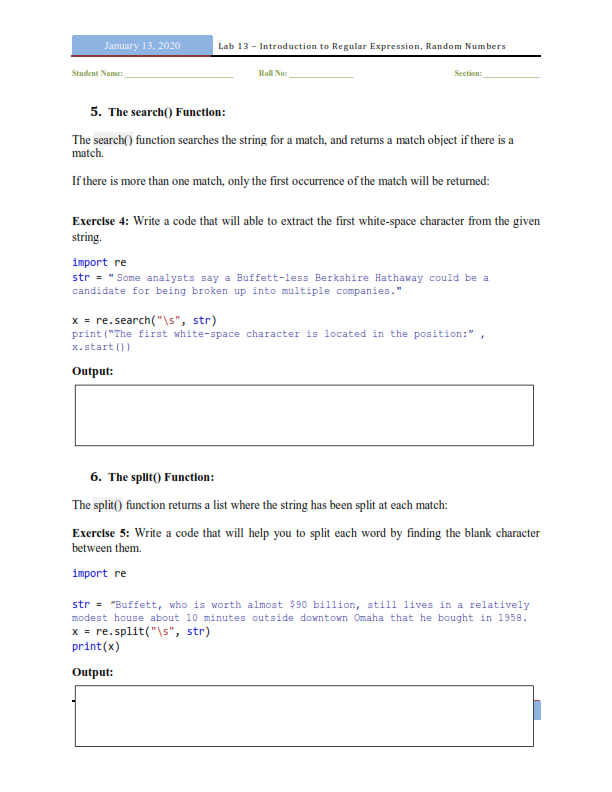 January 13, 2020 Lab 13 – Introduction to Regular Expression, Random Numbers
Student Name: ____________________________ Roll No: _________________ Section: _______________
5. The search() Function:
The search() function searches the string for a match, and returns a match object if there is a
match.
If there is more than one match, only the first occurrence of the match will be returned:
Exercise 4: Write a code that will able to extract the first white-space character from the given
string.
import re
str = " Some analysts say a Buffett-less Berkshire Hathaway could be a
candidate for being broken up into multiple companies."
x = re.search("\s", str)
print(“The first white-space character is located in the position:” ,
x.start())
Output:
6. The split() Function:
The split() function returns a list where the string has been split at each match:
Exercise 5: Write a code that will help you to split each word by finding the blank character
between them.
import re
str = “Buffett, who is worth almost $90 billion, still lives in a relatively
modest house about 10 minutes outside downtown Omaha that he bought in 1958.
x = re.split("\s", str)
print(x)
Output: